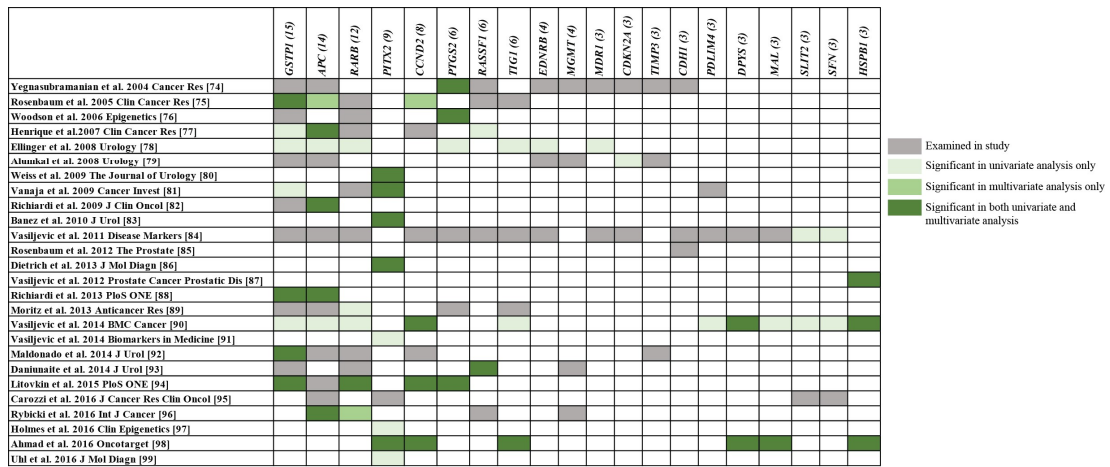 GSTP1 (15)
APC (14)
RARB (12)
PITX2 (9)
CCND2 (8)
PTGS2 (6)
RASSF1 (6)
TIG1 (6)
EDNRB (4)
MGMT (4)
MDR1 (3)
CDKN2A (3)
TIMP3 (3)
CDH1 (3)
PDLIM4 (3)
DPYS (3)
MAL (3)
SLIT2 (3)
SFN (3)
HSPB1 (3)
Yegnasubramanian et al. 2004 Cancer Res [74]
Rosenbaum et al. 2005 Clin Cancer Res [75]
Woodson et al. 2006 Epigenetics [76]
Henrique et al.2007 Clin Cancer Res [77]
Ellinger et al. 2008 Urology [78]
Alumkal et al. 2008 Urology [79]
Weiss et al. 2009 The Journal of Urology [80]
Vanaja et al. 2009 Cancer Invest [81]
Richiardi et al. 2009 J Clin Oncol [82]
Banez et al. 2010 J Urol [83]
Vasiljevic et al. 2011 Disease Markers [84]
Rosenbaum et al. 2012 The Prostate [85]
Dietrich et al. 2013 J Mol Diagn [86]
Vasiljevic et al. 2012 Prostate Cancer Prostatic Dis [87]
Richiardi et al. 2013 PloS ONE [88]
Moritz et al. 2013 Anticancer Res [89]
Vasiljevic et al. 2014 BMC Cancer [90]
Vasiljevic et al. 2014 Biomarkers in Medicine [91]
Maldonado et al. 2014 J Urol [92]
Daniunaite et al. 2014 J Urol [93]
Litovkin et al. 2015 PloS ONE [94]
Carozzi et al. 2016 J Cancer Res Clin Oncol [95]
Rybicki et al. 2016 Int J Cancer [96]
Holmes et al. 2016 Clin Epigenetics [97]
Ahmad et al. 2016 Oncotarget [98]
Uhl et al. 2016 J Mol Diagn [99]
Examined in study
Significant in univariate analysis only
Significant in multivariate analysis only
Significant in both univariate and
multivariate analysis